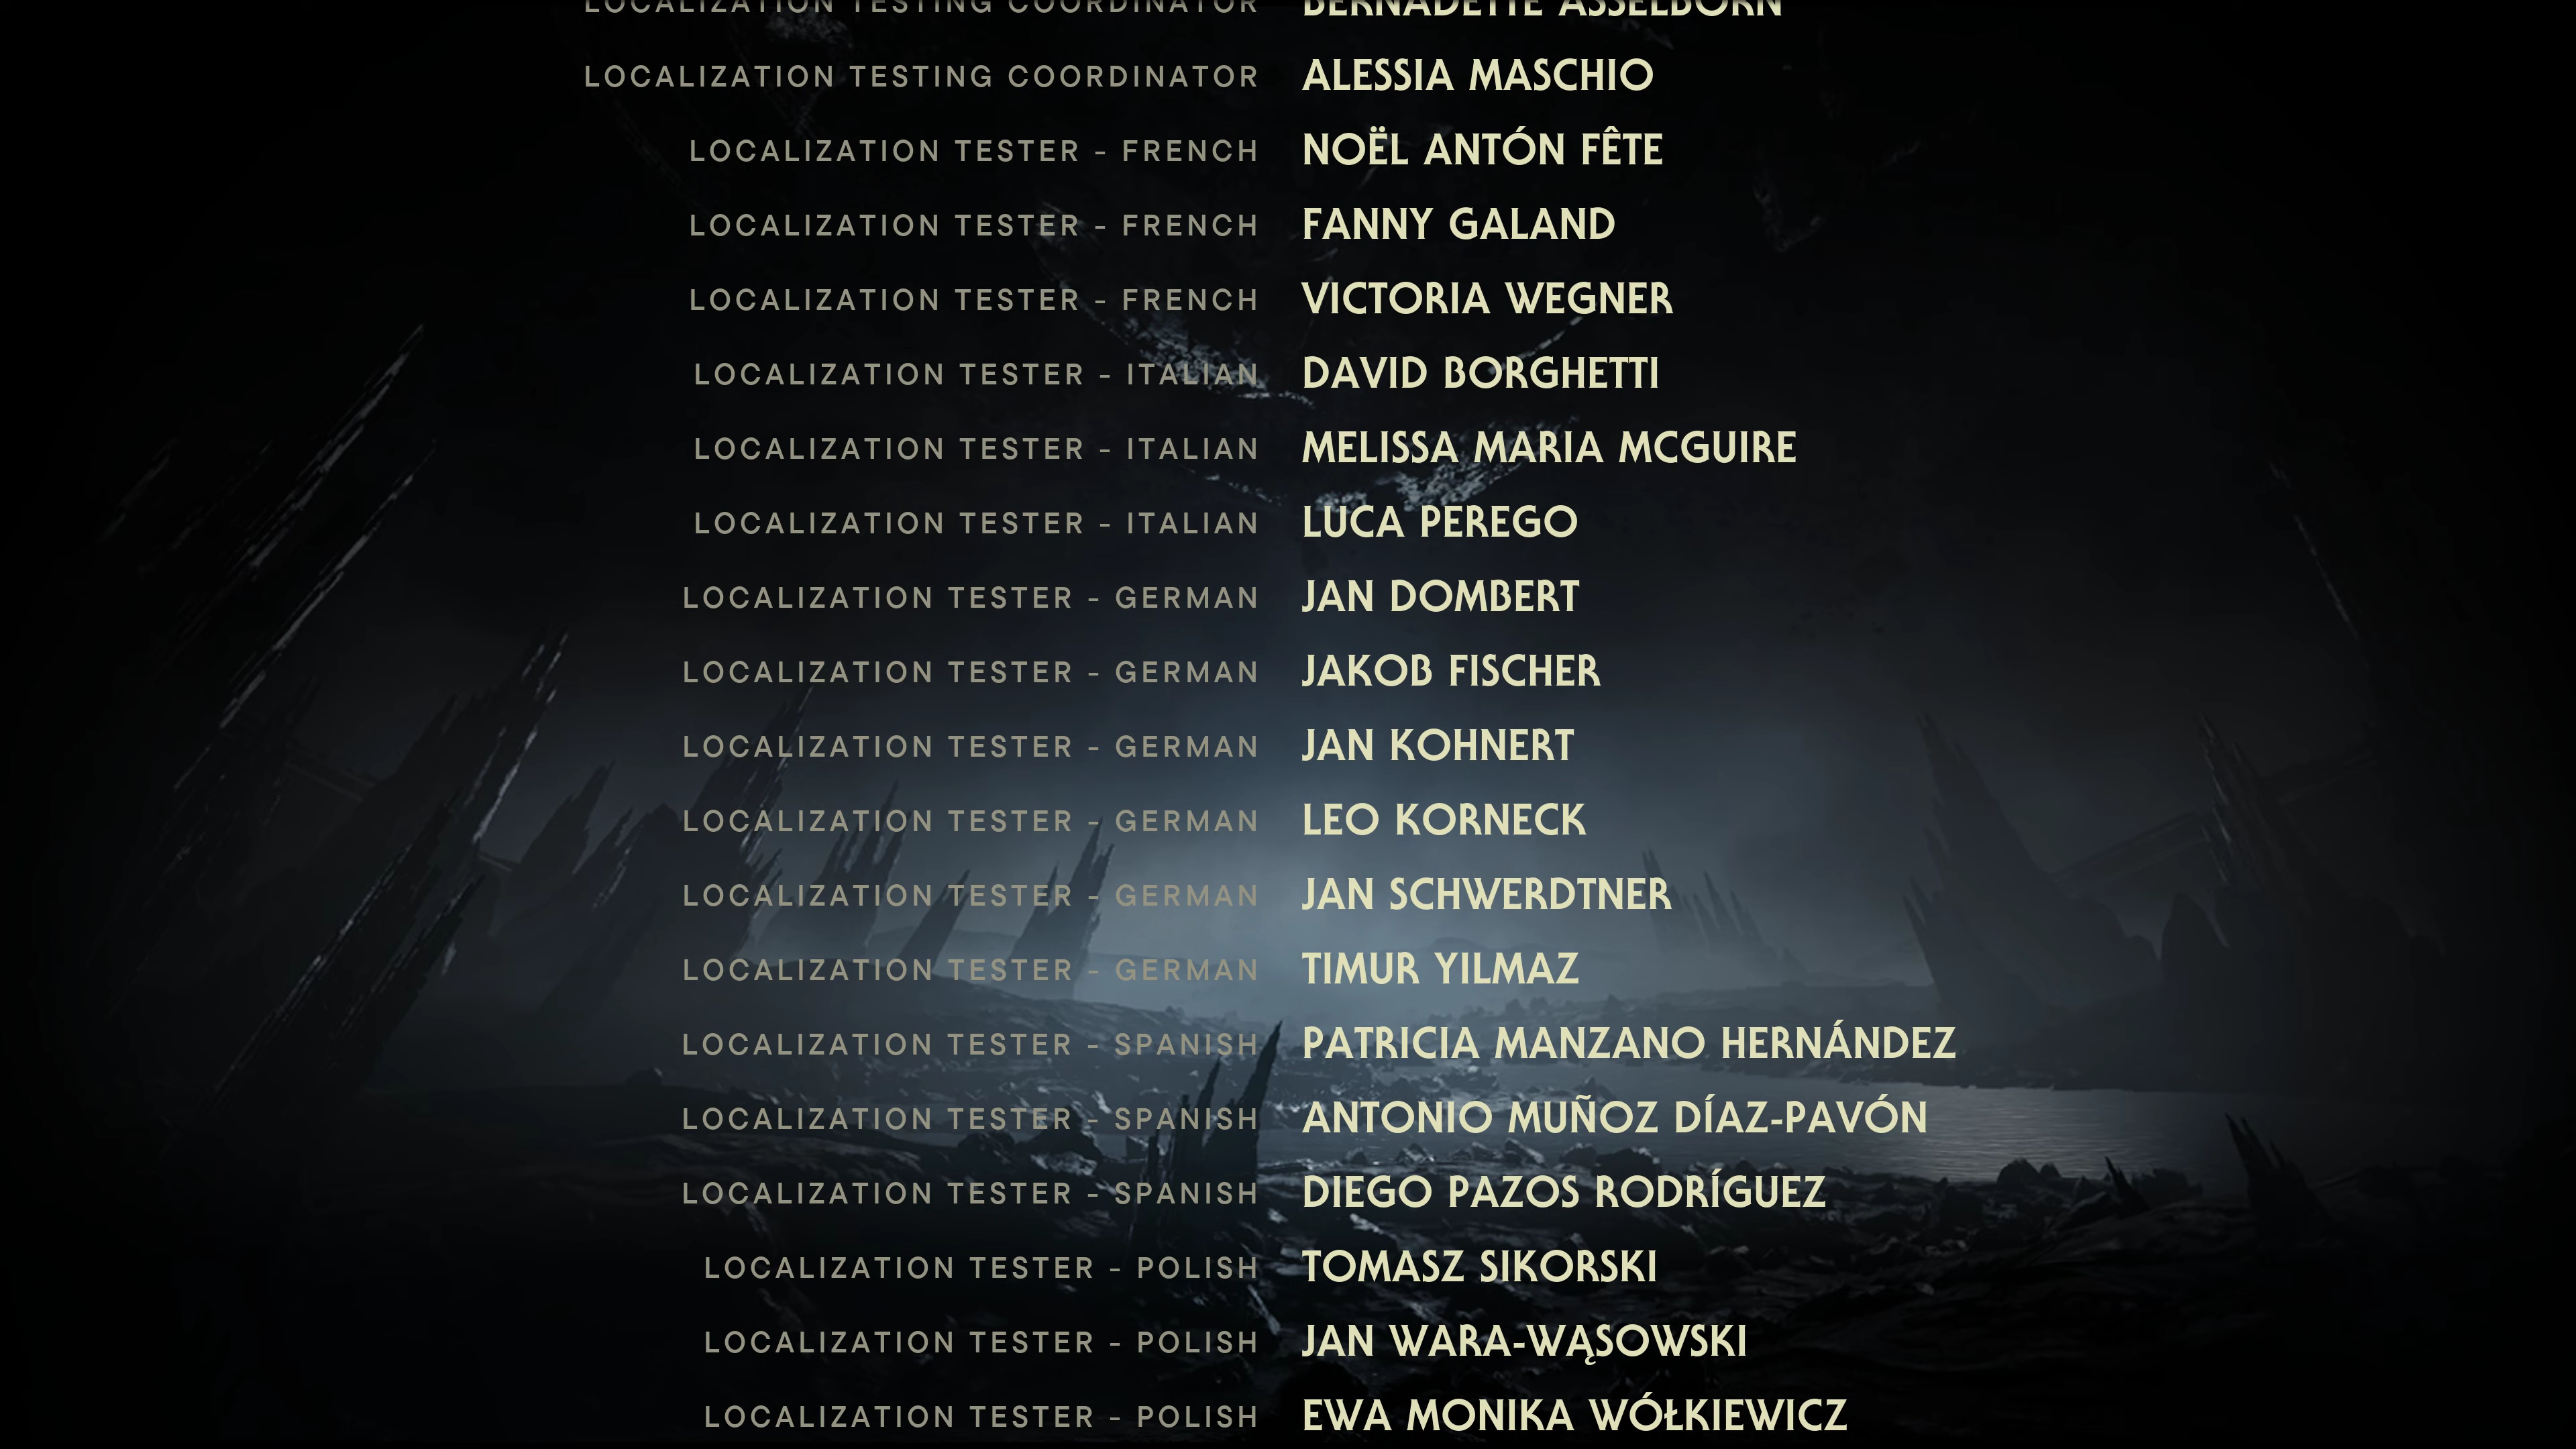 LOCALIZATION TESTING COORDINATOR BERNADETTE ASSELBORN
LOCALIZATION TESTING COORDINATOR ALESSIA MASCHIO
LOCALIZATION TESTER - FRENCH NOËL ANTÓN FÊTE
LOCALIZATION TESTER - FRENCH FANNY GALAND
LOCALIZATION TESTER - FRENCH VICTORIA WEGNER
LOCALIZATION TESTER - ITALIAN DAVID BORGHETTI
LOCALIZATION TESTER - ITALIAN MELISSA MARIA MCGUIRE
LOCALIZATION TESTER - ITALIAN LUCA PEREGO
LOCALIZATION TESTER - GERMAN JAN DOMBERT
LOCALIZATION TESTER - GERMAN JAKOB FISCHER
LOCALIZATION TESTER - GERMAN JAN KOHNERT
LOCALIZATION TESTER - GERMAN LEO KORNECK
LOCALIZATION TESTER - GERMAN JAN SCHWERDTNER
LOCALIZATION TESTER - GERMAN TIMUR YILMAZ
LOCALIZATION TESTER - SPANISH PATRICIA MANZANO HERNÁNDEZ
LOCALIZATION TESTER - SPANISH ANTONIO MUÑOZ DÍAZ-PAVÓN
LOCALIZATION TESTER - SPANISH DIEGO PAZOS RODRÍGUEZ
LOCALIZATION TESTER - POLISH TOMASZ SIKORSKI
LOCALIZATION TESTER - POLISH JAN WARA-WĄSOWSKI
LOCALIZATION TESTER - POLISH EWA MONIKA WÓŁKIEWICZ